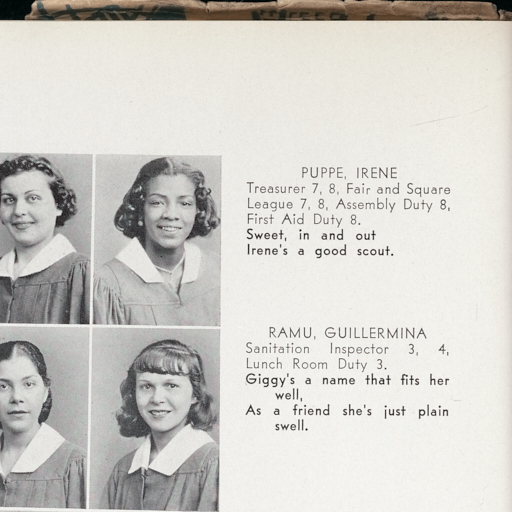 PUPPE, IRENE
Treasurer 7, 8, Fair and Square
League 7, 8, Assembly Duty 8,
First Aid Duty 8.
Sweet, in and out
Irene's a good scout.
RAMU, GUILLERMINA
Sanitation Inspector 3, 4,
Lunch Room Duty 3.
Giggy's a name that fits her
well,
As a friend she's just plain
swell.